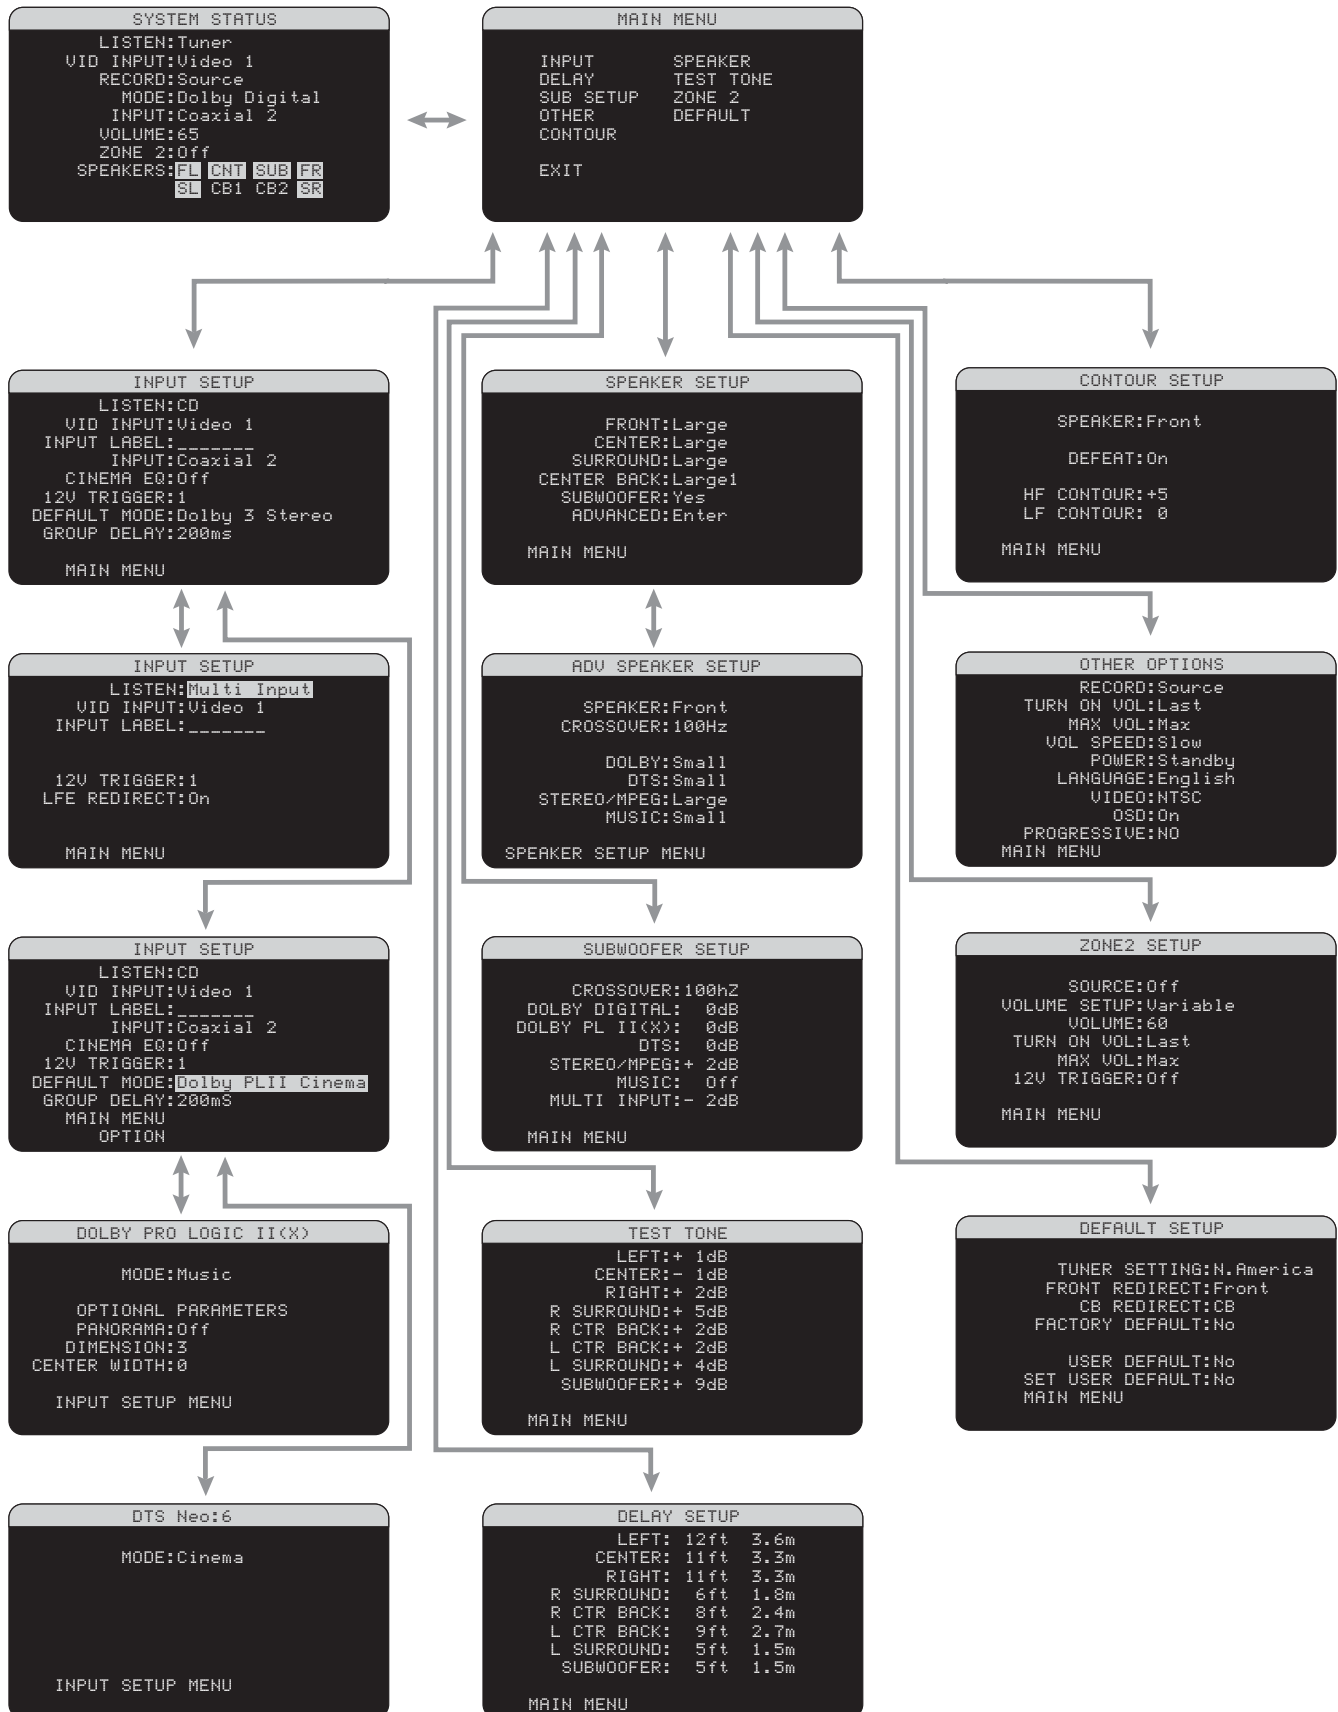 SYSTEM STATUS
LISTEN:Tuner
VID INPUT:Video 1
RECORD:Source
MODE:Dolby Digital
INPUT:Coaxial 2
VOLUME:65
ZONE 2:Off
SPEAKERS:FL CNT SUB FR
SL CB1 CB2 SR
MAIN MENU
INPUT SPEAKER
DELAY TEST TONE
SUB SETUP ZONE 2
OTHER DEFAULT
CONTOUR
EXIT
INPUT SETUP
LISTEN:CD
VID INPUT:Video 1
INPUT LABEL:_______
INPUT:Coaxial 2
CINEMA EQ:Off
12V TRIGGER:1
DEFAULT MODE:Dolby 3 Stereo
GROUP DELAY:200ms
MAIN MENU
SPEAKER SETUP
FRONT:Large
CENTER:Large
SURROUND:Large
CENTER BACK:Large1
SUBWOOFER:Yes
ADVANCED:Enter
MAIN MENU
CONTOUR SETUP
SPEAKER:Front
DEFEAT:On
HF CONTOUR:+5
LF CONTOUR: 0
MAIN MENU
INPUT SETUP
LISTEN:Multi Input
VID INPUT:Video 1
INPUT LABEL:_______
12V TRIGGER:1
LFE REDIRECT:On
MAIN MENU
ADV SPEAKER SETUP
SPEAKER:Front
CROSSOVER:100Hz
DOLBY:Small
DTS:Small
STEREO/MPEG:Large
MUSIC:Small
SPEAKER SETUP MENU
OTHER OPTIONS
RECORD:Source
TURN ON VOL:Last
MAX VOL:Max
VOL SPEED:Slow
POWER:Standby
LANGUAGE:English
VIDEO:NTSC
OSD:On
PROGRESSIVE:NO
MAIN MENU
INPUT SETUP
LISTEN:CD
VID INPUT:Video 1
INPUT LABEL:_______
INPUT:Coaxial 2
CINEMA EQ:Off
12V TRIGGER:1
DEFAULT MODE:Dolby PLII Cinema
GROUP DELAY:200mS
MAIN MENU
OPTION
SUBWOOFER SETUP
CROSSOVER:100hZ
DOLBY DIGITAL: 0dB
DOLBY PL II(X): 0dB
DTS: 0dB
STEREO/MPEG:+ 2dB
MUSIC: Off
MULTI INPUT:- 2dB
MAIN MENU
ZONE2 SETUP
SOURCE:Off
VOLUME SETUP:Variable
VOLUME:60
TURN ON VOL:Last
MAX VOL:Max
12V TRIGGER:Off
MAIN MENU
DOLBY PRO LOGIC II(X)
MODE:Music
OPTIONAL PARAMETERS
PANORAMA:Off
DIMENSION:3
CENTER WIDTH:0
INPUT SETUP MENU
TEST TONE
LEFT:+ 1dB
CENTER:- 1dB
RIGHT:+ 2dB
R SURROUND:+ 5dB
R CTR BACK:+ 2dB
L CTR BACK:+ 2dB
L SURROUND:+ 4dB
SUBWOOFER:+ 9dB
MAIN MENU
DEFAULT SETUP
TUNER SETTING:N.America
FRONT REDIRECT:Front
CB REDIRECT:CB
FACTORY DEFAULT:No
USER DEFAULT:No
SET USER DEFAULT:No
MAIN MENU
DTS Neo:6
MODE:Cinema
INPUT SETUP MENU
DELAY SETUP
LEFT: 12ft 3.6m
CENTER: 11ft 3.3m
RIGHT: 11ft 3.3m
R SURROUND: 6ft 1.8m
R CTR BACK: 8ft 2.4m
L CTR BACK: 9ft 2.7m
L SURROUND: 5ft 1.5m
SUBWOOFER: 5ft 1.5m
MAIN MENU